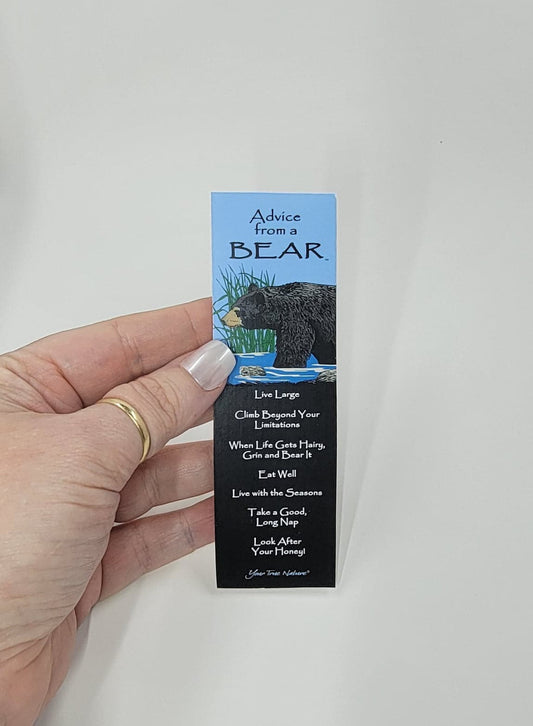 Advice
from a
BEAR™
Live Large
Climb Beyond Your
Limitations
When Life Gets Hairy,
Grin and Bear It
Eat Well
Live with the Seasons
Take a Good,
Long Nap
Look After
Your Honey!
Your True Nature®